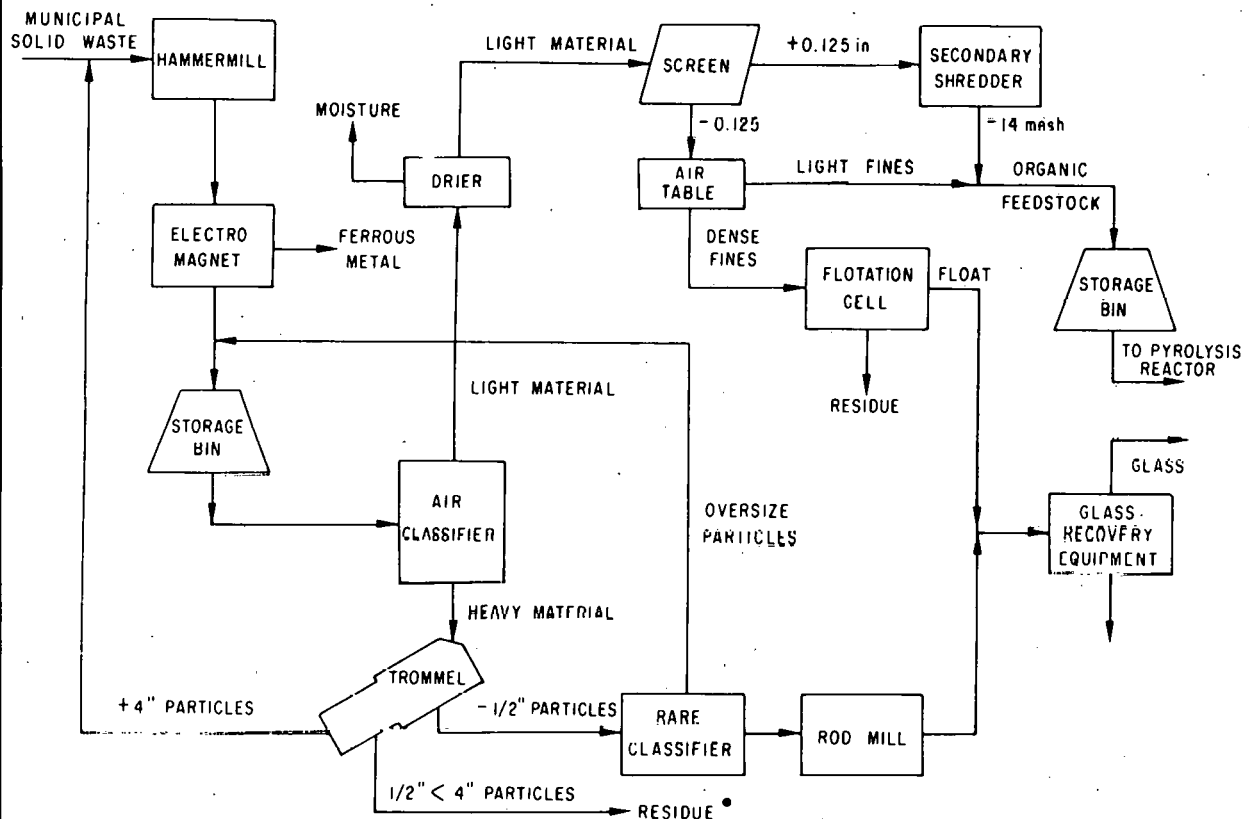 MUNICIPAL
SOLID WASTE
HAMMERMILL
ELECTRO
MAGNET
FERROUS
METAL
STORAGE
BIN
MOISTURE
DRIER
LIGHT MATERIAL
LIGHT MATERIAL
AIR
CLASSIFIER
HEAVY MATERIAL
TROMMEL
+4" PARTICLES
-1/2" PARTICLES
1/2" < 4" PARTICLES
RESIDUE •
OVERSIZE
PARTICLES
RARE
CLASSIFIER
ROD MILL
SCREEN
+0.125 in
SECONDARY
SHREDDER
-0.125
-14 mash
AIR
TABLE
LIGHT FINES
ORGANIC
FEEDSTOCK
DENSE
FINES
FLOTATION
CELL
FLOAT
RESIDUE
STORAGE
BIN
TO PYROLYSIS
REACTOR
GLASS
GLASS-
RECOVERY
EQUIPMENT